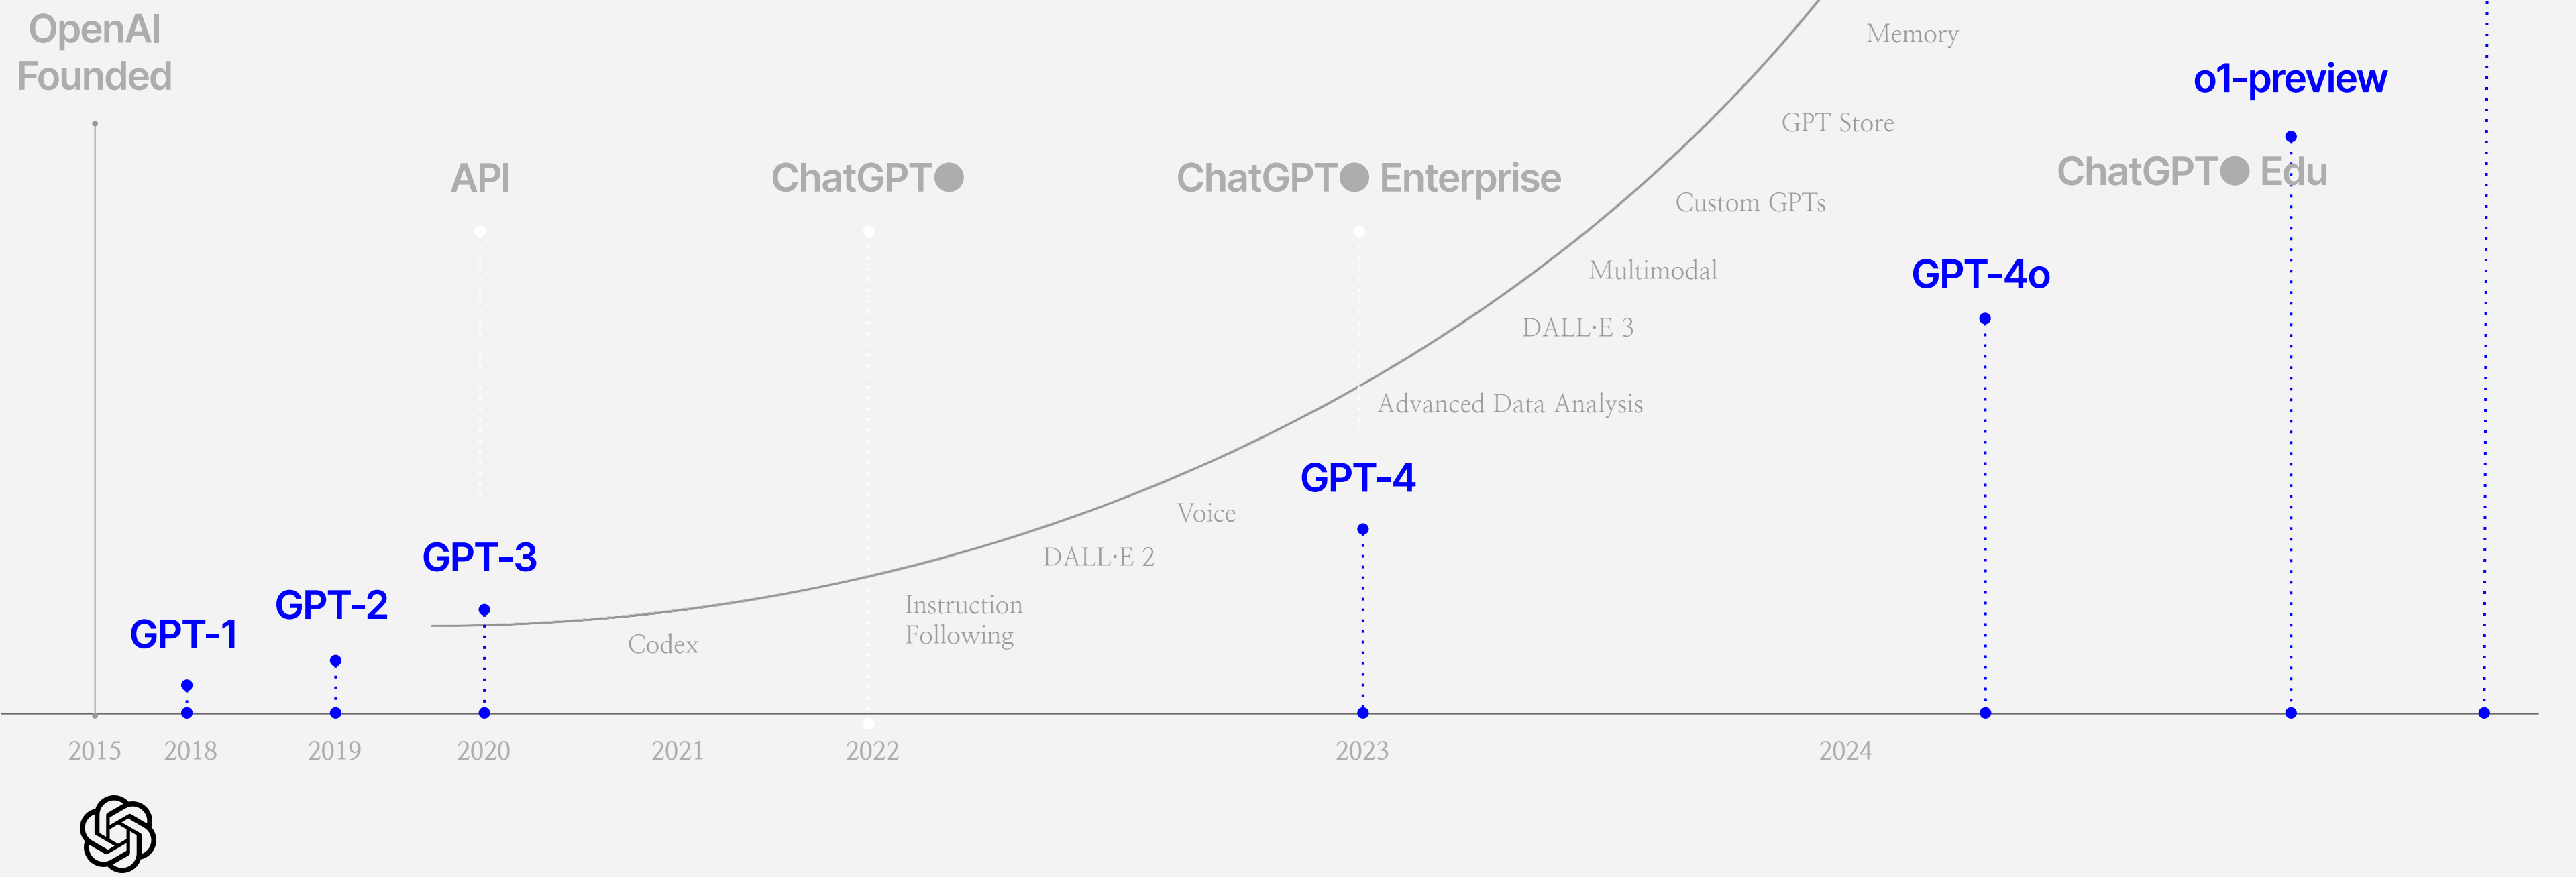 OpenAI
Founded
Memory
o1-preview
GPT Store
API
ChatGPT
ChatGPT Enterprise
ChatGPT Edu
Custom GPTs
Multimodal
GPT-4o
DALL·E 3
Advanced Data Analysis
GPT-4
Voice
GPT-3
DALL·E 2
GPT-2
Instruction
Following
GPT-1
Codex
2015 2018 2019 2020 2021 2022 2023 2024